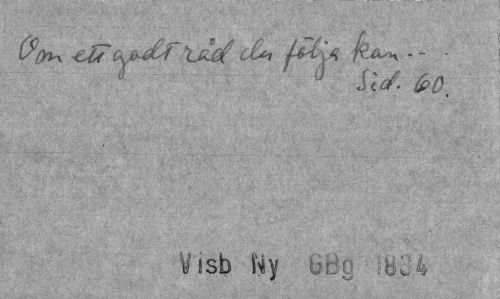 Om ett godt råd du följa kan...
Sid. 60.
Visb Ny GBg 1834